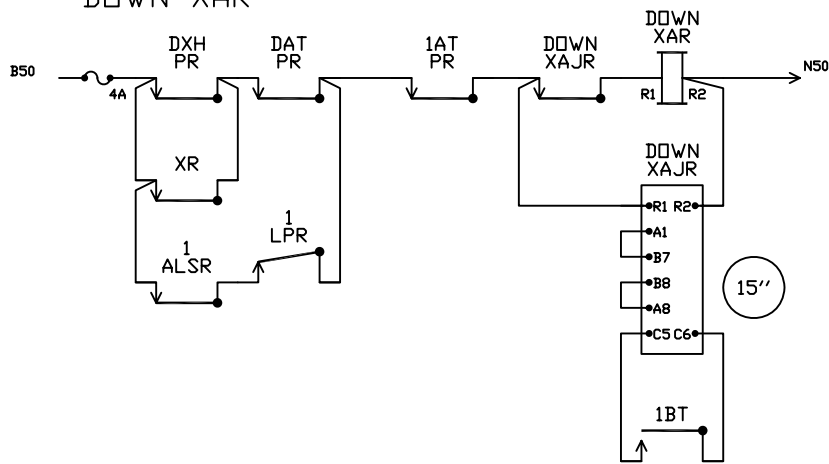 DOWN XAR
DOWN
XAR
DXH
PR
DAT
PR
1AT
PR
DOWN
XAJR
B50
4A
R1
R2
N50
XR
DOWN
XAJR
R1 R2
A1
B7
B8
A8
C5 C6
15″
1
ALSR
1
LPR
1BT